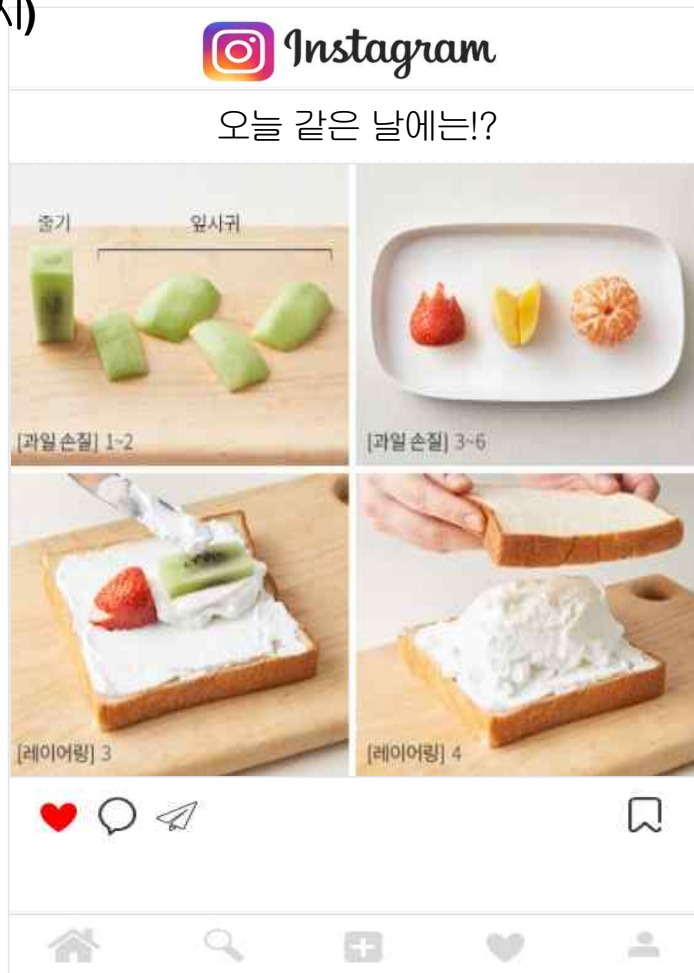 시)
Instagram
오늘 같은 날에는!?
줄기 잎사귀
[과일 손질] 1~2
[과일 손질] 3~6
[레이어링] 3
[레이어링] 4